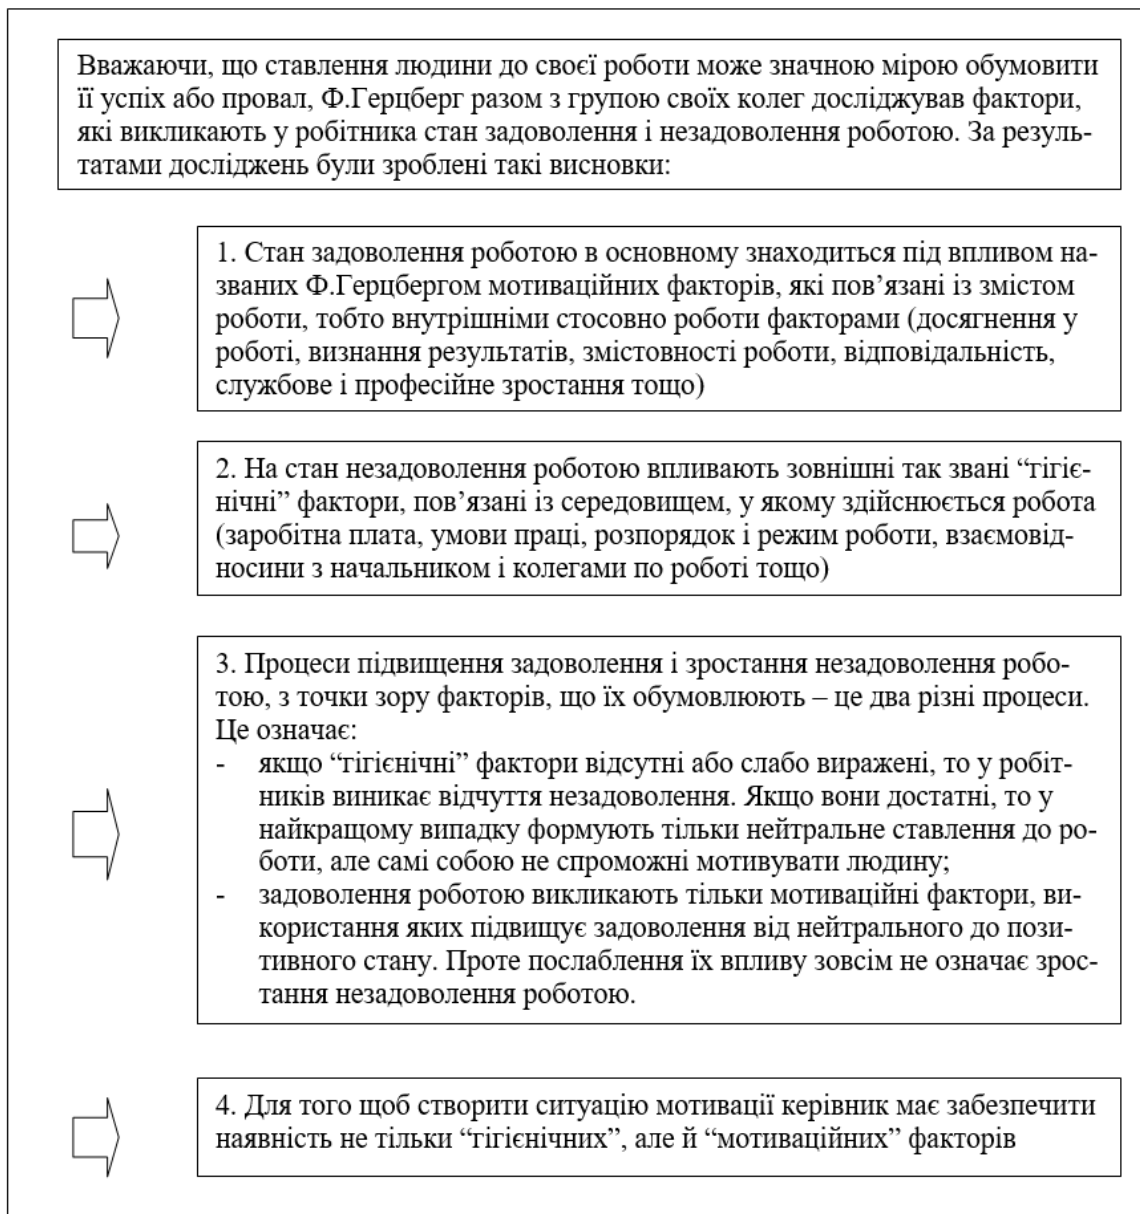 Вважаючи, що ставлення людини до своєї роботи може значною мірою обумовити
її успіх або провал, Ф.Герцберг разом з групою своїх колег досліджував фактори,
які викликають у робітника стан задоволення і незадоволення роботою. За резуль-
татами досліджень були зроблені такі висновки:
1. Стан задоволення роботою в основному знаходиться під впливом на-
званих Ф.Герцбергом мотиваційних факторів, які пов’язані із змістом
роботи, тобто внутрішніми стосовно роботи факторами (досягнення у
роботі, визнання результатів, змістовності роботи, відповідальність,
службове і професійне зростання тощо)
2. На стан незадоволення роботою впливають зовнішні так звані “гігіє-
нічні” фактори, пов’язані із середовищем, у якому здійснюється робота
(заробітна плата, умови праці, розпорядок і режим роботи, взаємовід-
носини з начальником і колегами по роботі тощо)
3. Процеси підвищення задоволення і зростання незадоволення робо-
тою, з точки зору факторів, що їх обумовлюють – це два різні процеси.
Це означає:
- якщо “гігієнічні” фактори відсутні або слабо виражені, то у робіт-
ників виникає відчуття незадоволення. Якщо вони достатні, то у
найкращому випадку формують тільки нейтральне ставлення до ро-
боти, але самі собою не спроможні мотивувати людину;
- задоволення роботою викликають тільки мотиваційні фактори, ви-
користання яких підвищує задоволення від нейтрального до пози-
тивного стану. Проте послаблення їх впливу зовсім не означає зрос-
тання незадоволення роботою.
4. Для того щоб створити ситуацію мотивації керівник має забезпечити
наявність не тільки “гігієнічних”, але й “мотиваційних” факторів